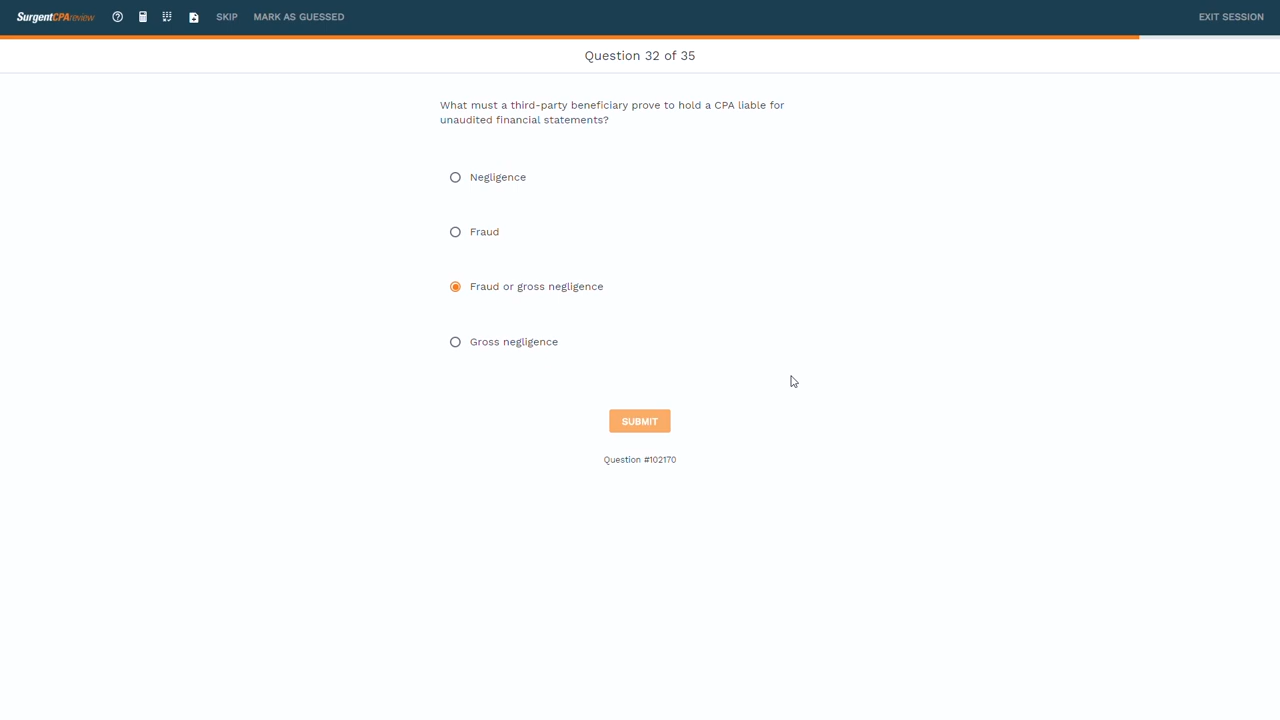 SurgentCPAreview SKIP MARK AS GUESSED EXIT SESSION
Question 32 of 35
What must a third-party beneficiary prove to hold a CPA liable for
unaudited financial statements?
Negligence
Fraud
Fraud or gross negligence
Gross negligence
SUBMIT
Question #102170